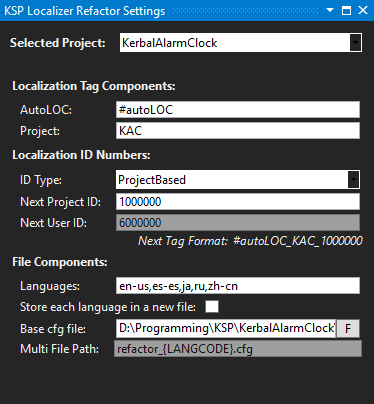 KSP Localizer Refactor Settings
Selected Project: KerbalAlarmClock
Localization Tag Components:
AutoLOC: #autoLOC
Project: KAC
Localization ID Numbers:
ID Type: ProjectBased
Next Project ID: 1000000
Next User ID: 6000000
Next Tag Format: #autoLOC_KAC_1000000
File Components:
Languages: en-us,es-es,ja,ru,zh-cn
Store each language in a new file:
Base cfg file: D:\Programming\KSP\KerbalAlarmClock\ F
Multi File Path: refactor_{LANGCODE}.cfg